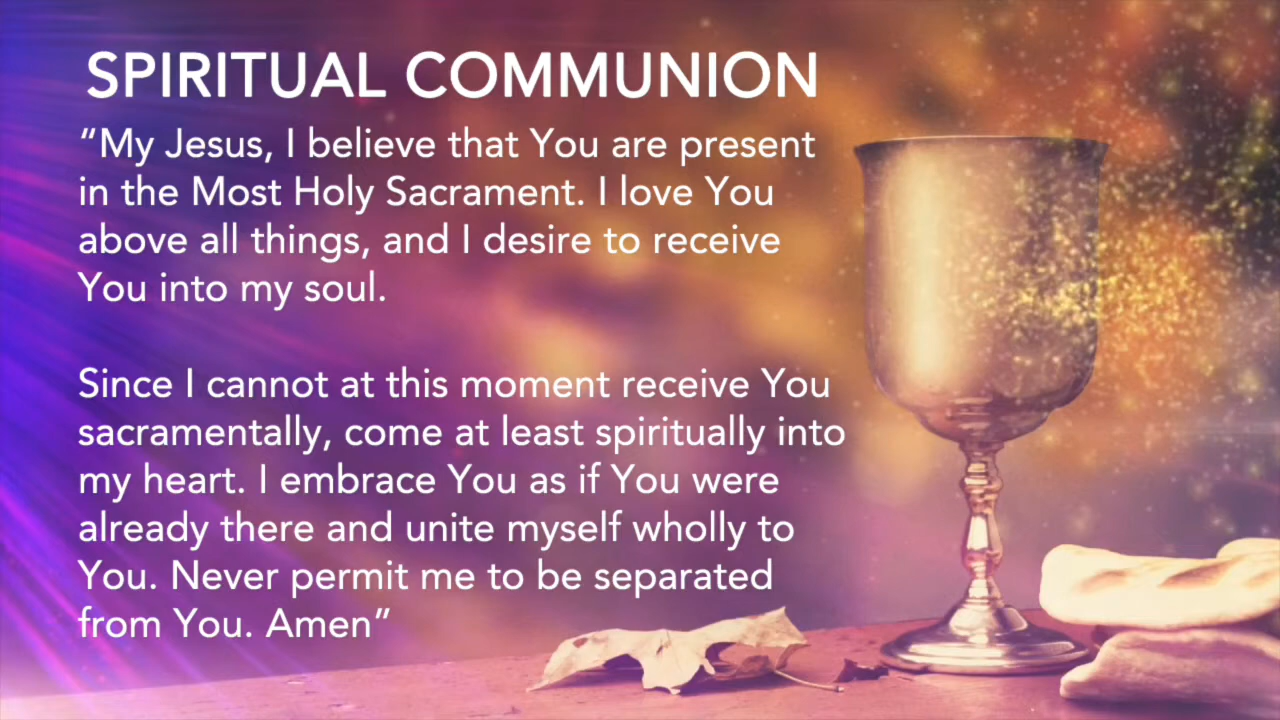 SPIRITUAL COMMUNION
“My Jesus, I believe that You are present
in the Most Holy Sacrament. I love You
above all things, and I desire to receive
You into my soul.
Since I cannot at this moment receive You
sacramentally, come at least spiritually into
my heart. I embrace You as if You were
already there and unite myself wholly to
You. Never permit me to be separated
from You. Amen”